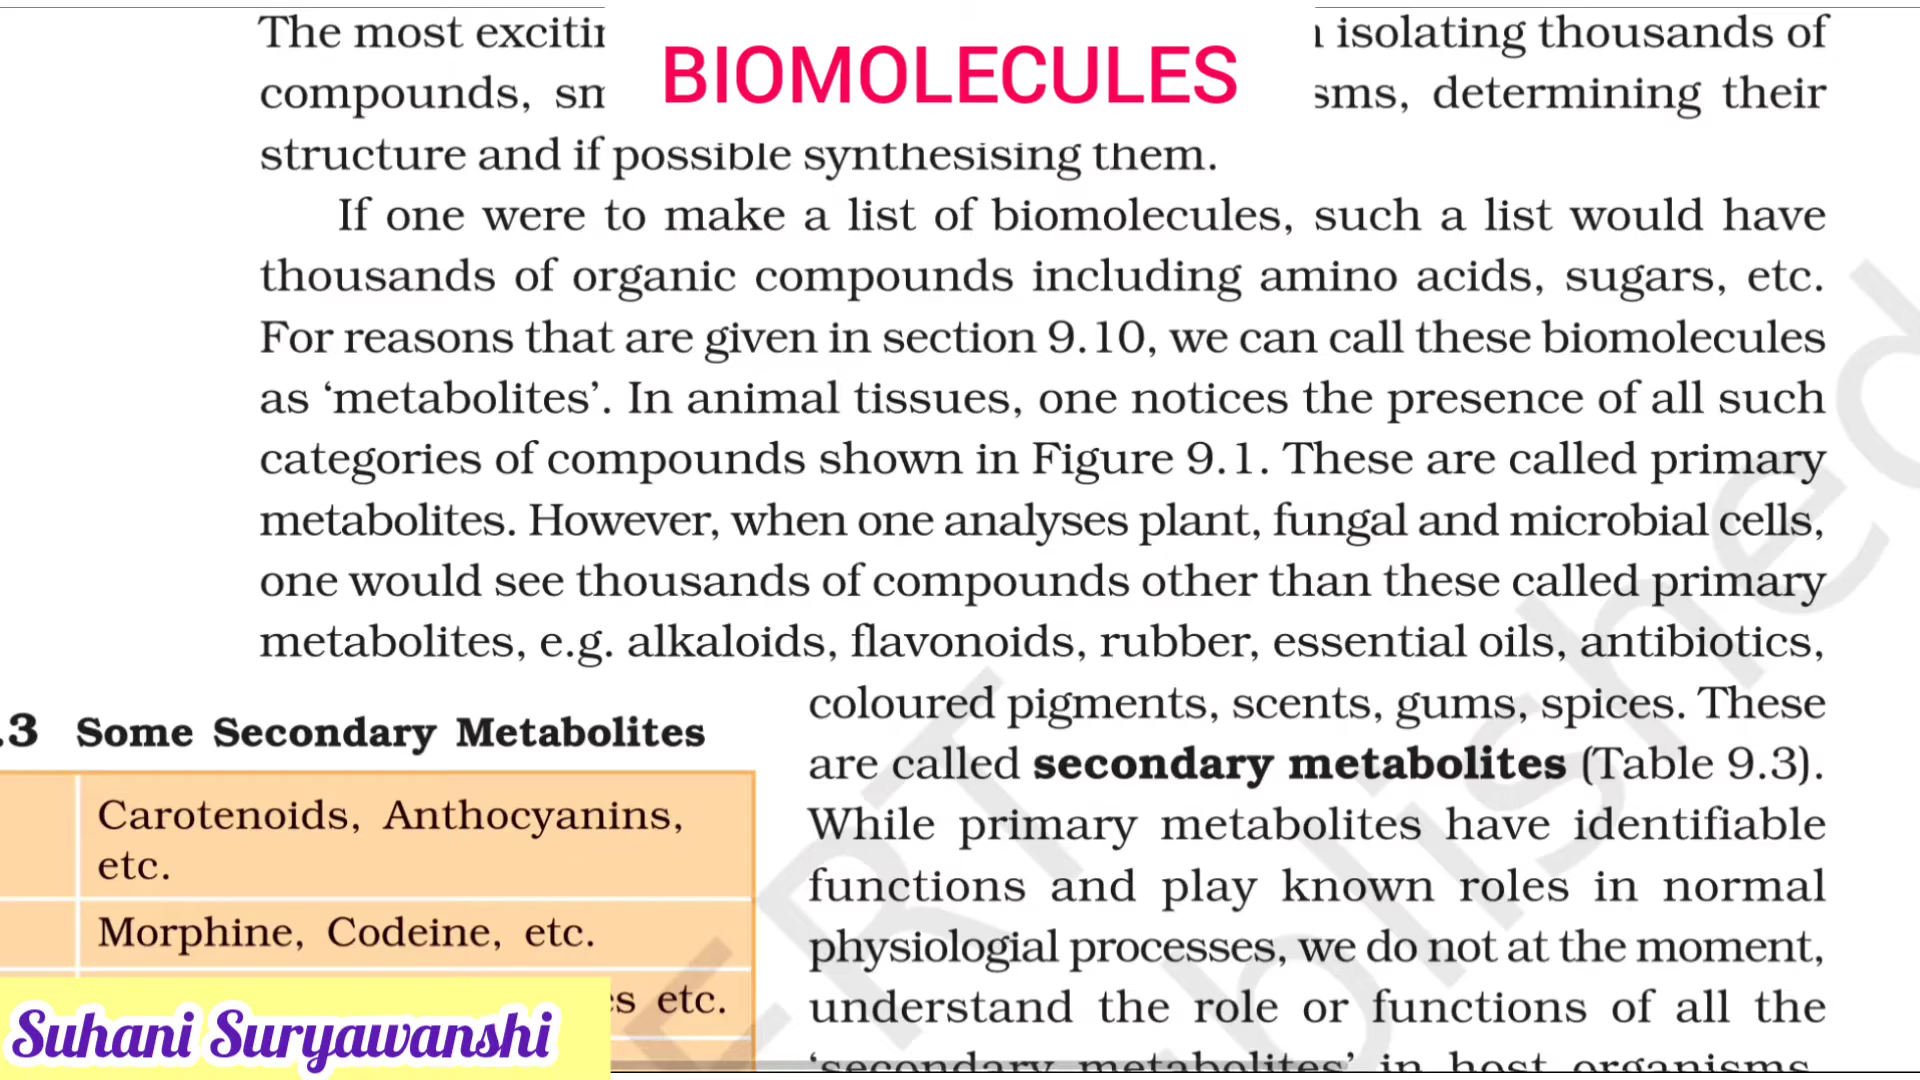 BIOMOLECULES
The most isolating thousands of
compounds, determining their
structure and if possible synthesising them.
If one were to make a list of biomolecules, such a list would have
thousands of organic compounds including amino acids, sugars, etc.
For reasons that are given in section 9.10, we can call these biomolecules
as ‘metabolites’. In animal tissues, one notices the presence of all such
categories of compounds shown in Figure 9.1. These are called primary
metabolites. However, when one analyses plant, fungal and microbial cells,
one would see thousands of compounds other than these called primary
metabolites, e.g. alkaloids, flavonoids, rubber, essential oils, antibiotics,
coloured pigments, scents, gums, spices. These
are called secondary metabolites (Table 9.3).
While primary metabolites have identifiable
functions and play known roles in normal
physiological processes, we do not at the moment,
understand the role or functions of all the
‘secondary metabolites’ in host organisms.
.3 Some Secondary Metabolites
Carotenoids, Anthocyanins,
etc.
Morphine, Codeine, etc.
etc.
Suhani Suryawanshi